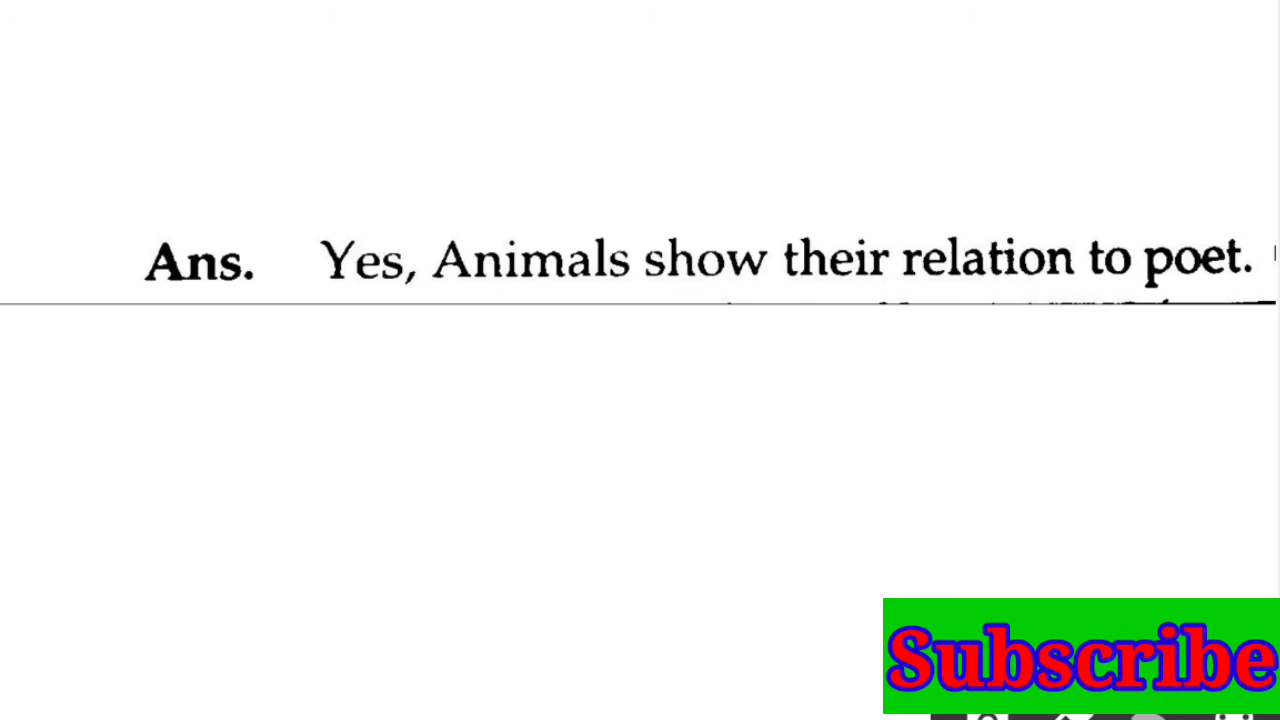 Ans. Yes, Animals show their relation to poet.
Subscribe